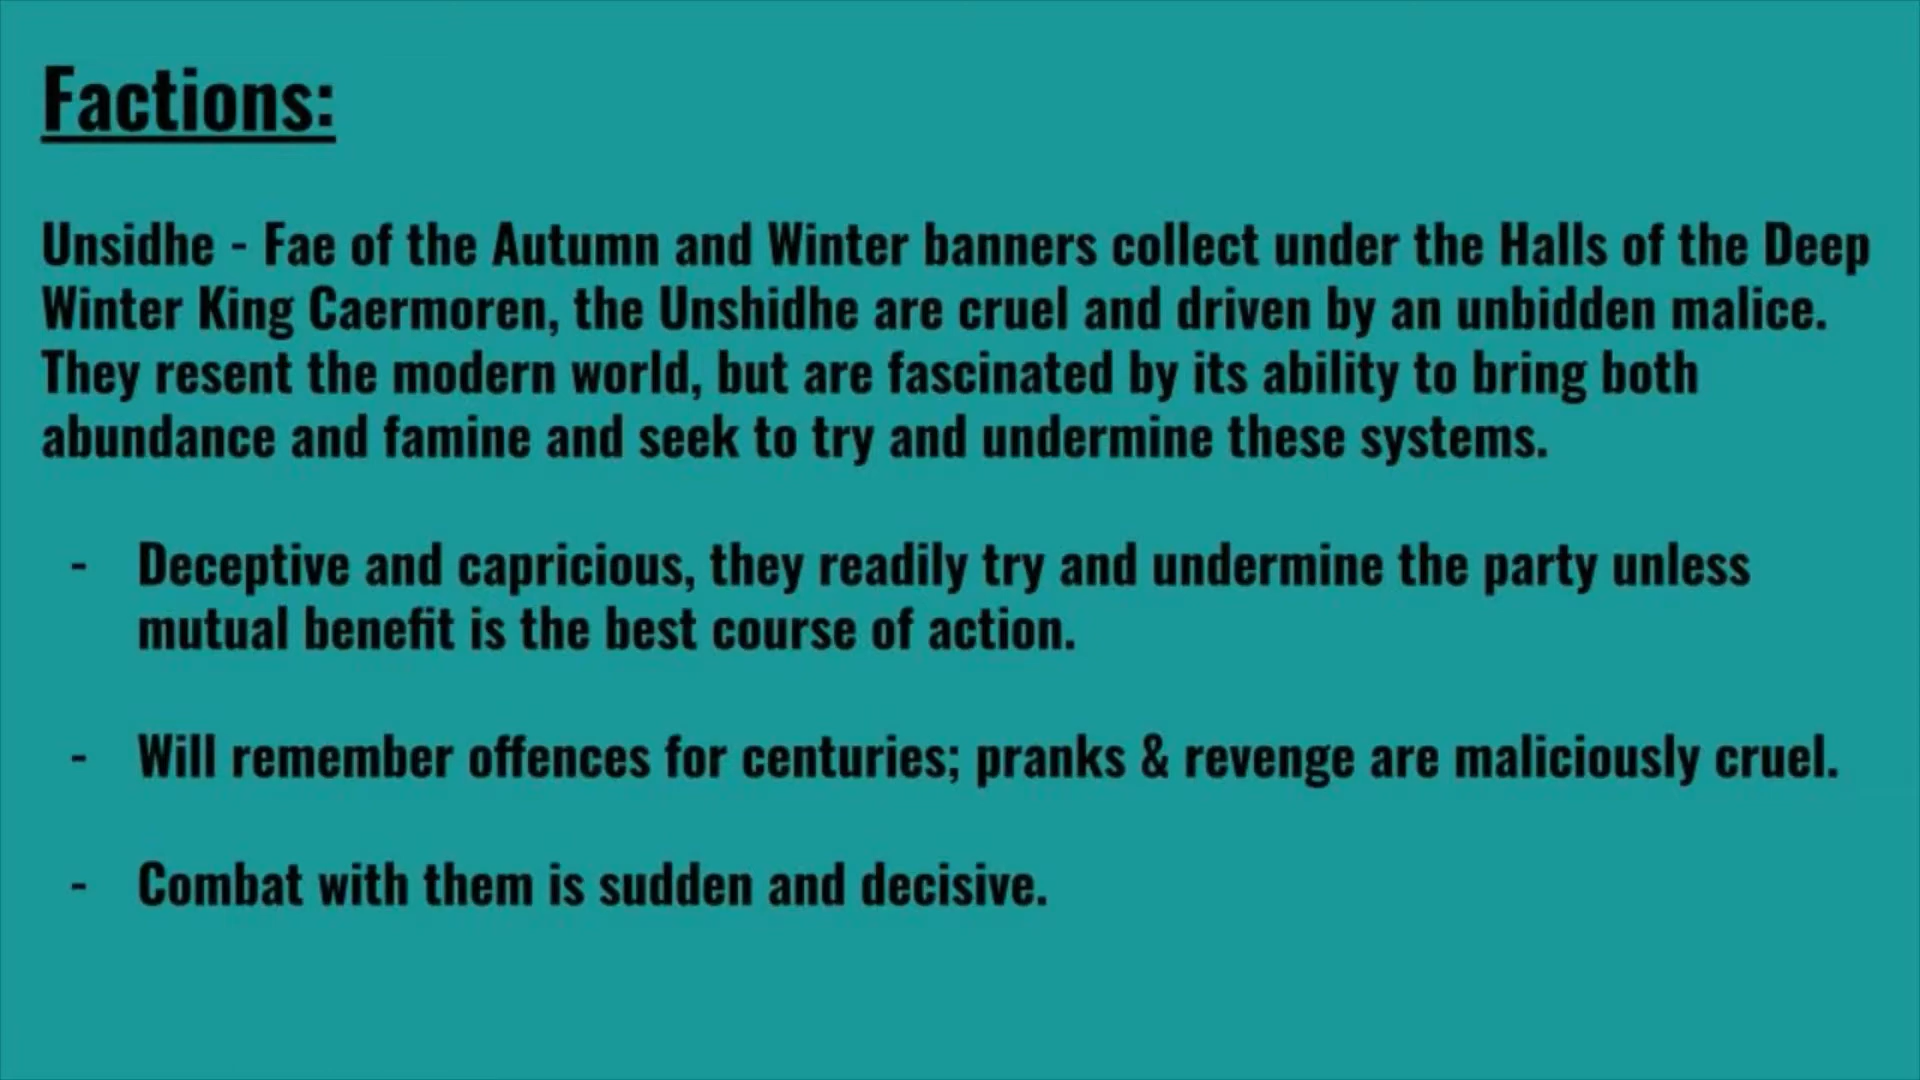 Factions:
Unsidhe - Fae of the Autumn and Winter banners collect under the Halls of the Deep
Winter King Caermoren, the Unshidhe are cruel and driven by an unbidden malice.
They resent the modern world, but are fascinated by its ability to bring both
abundance and famine and seek to try and undermine these systems.
- Deceptive and capricious, they readily try and undermine the party unless
mutual benefit is the best course of action.
- Will remember offences for centuries; pranks & revenge are maliciously cruel.
- Combat with them is sudden and decisive.